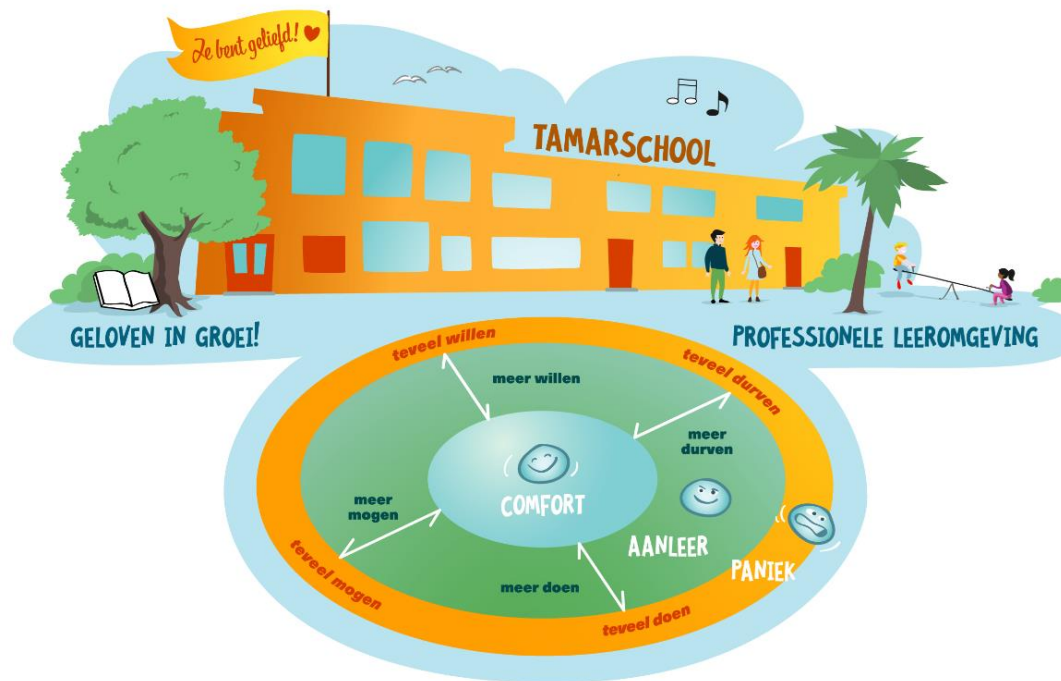 Je bent geliefd!
TAMARSCHOOL
GELOVEN IN GROEI!
PROFESSIONELE LEEROMGEVING
teveel willen
teveel durven
meer willen
meer
durven
COMFORT
meer
mogen
AANLEER
PANIEK
teveel mogen
meer doen
teveel doen